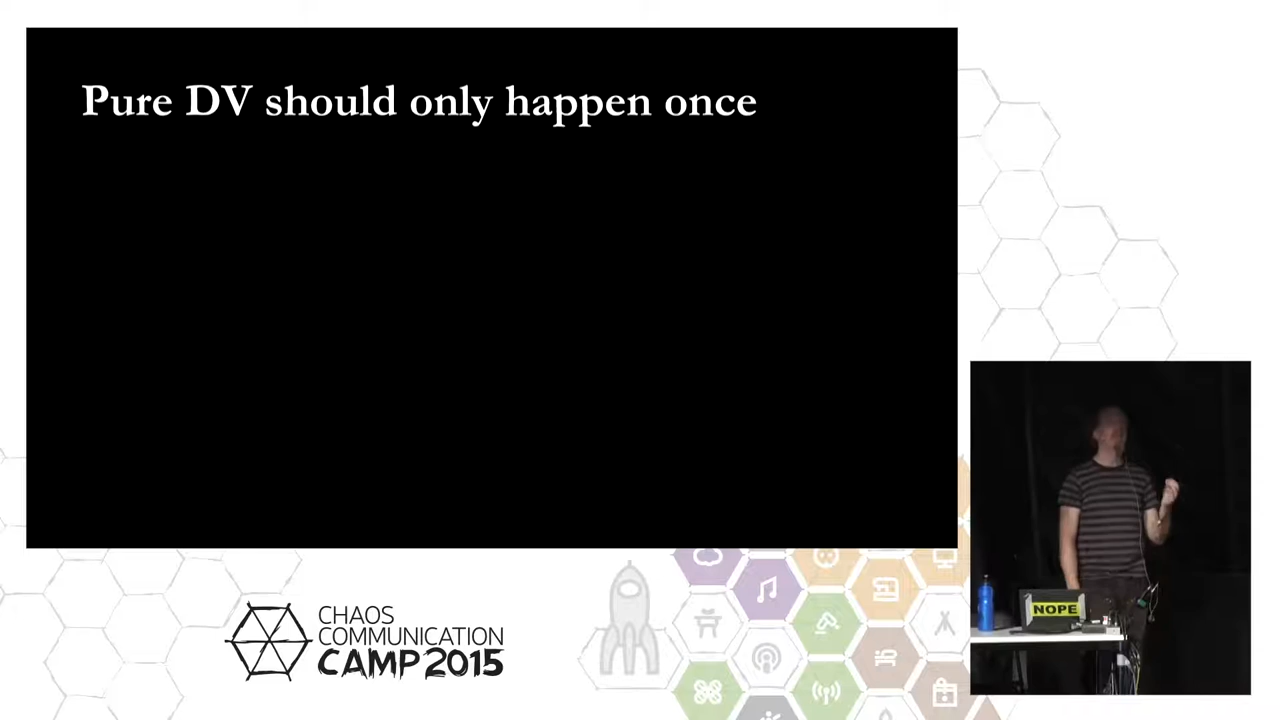 Pure DV should only happen once
CHAOS
COMMUNICATION
CAMP 2015
NOPE